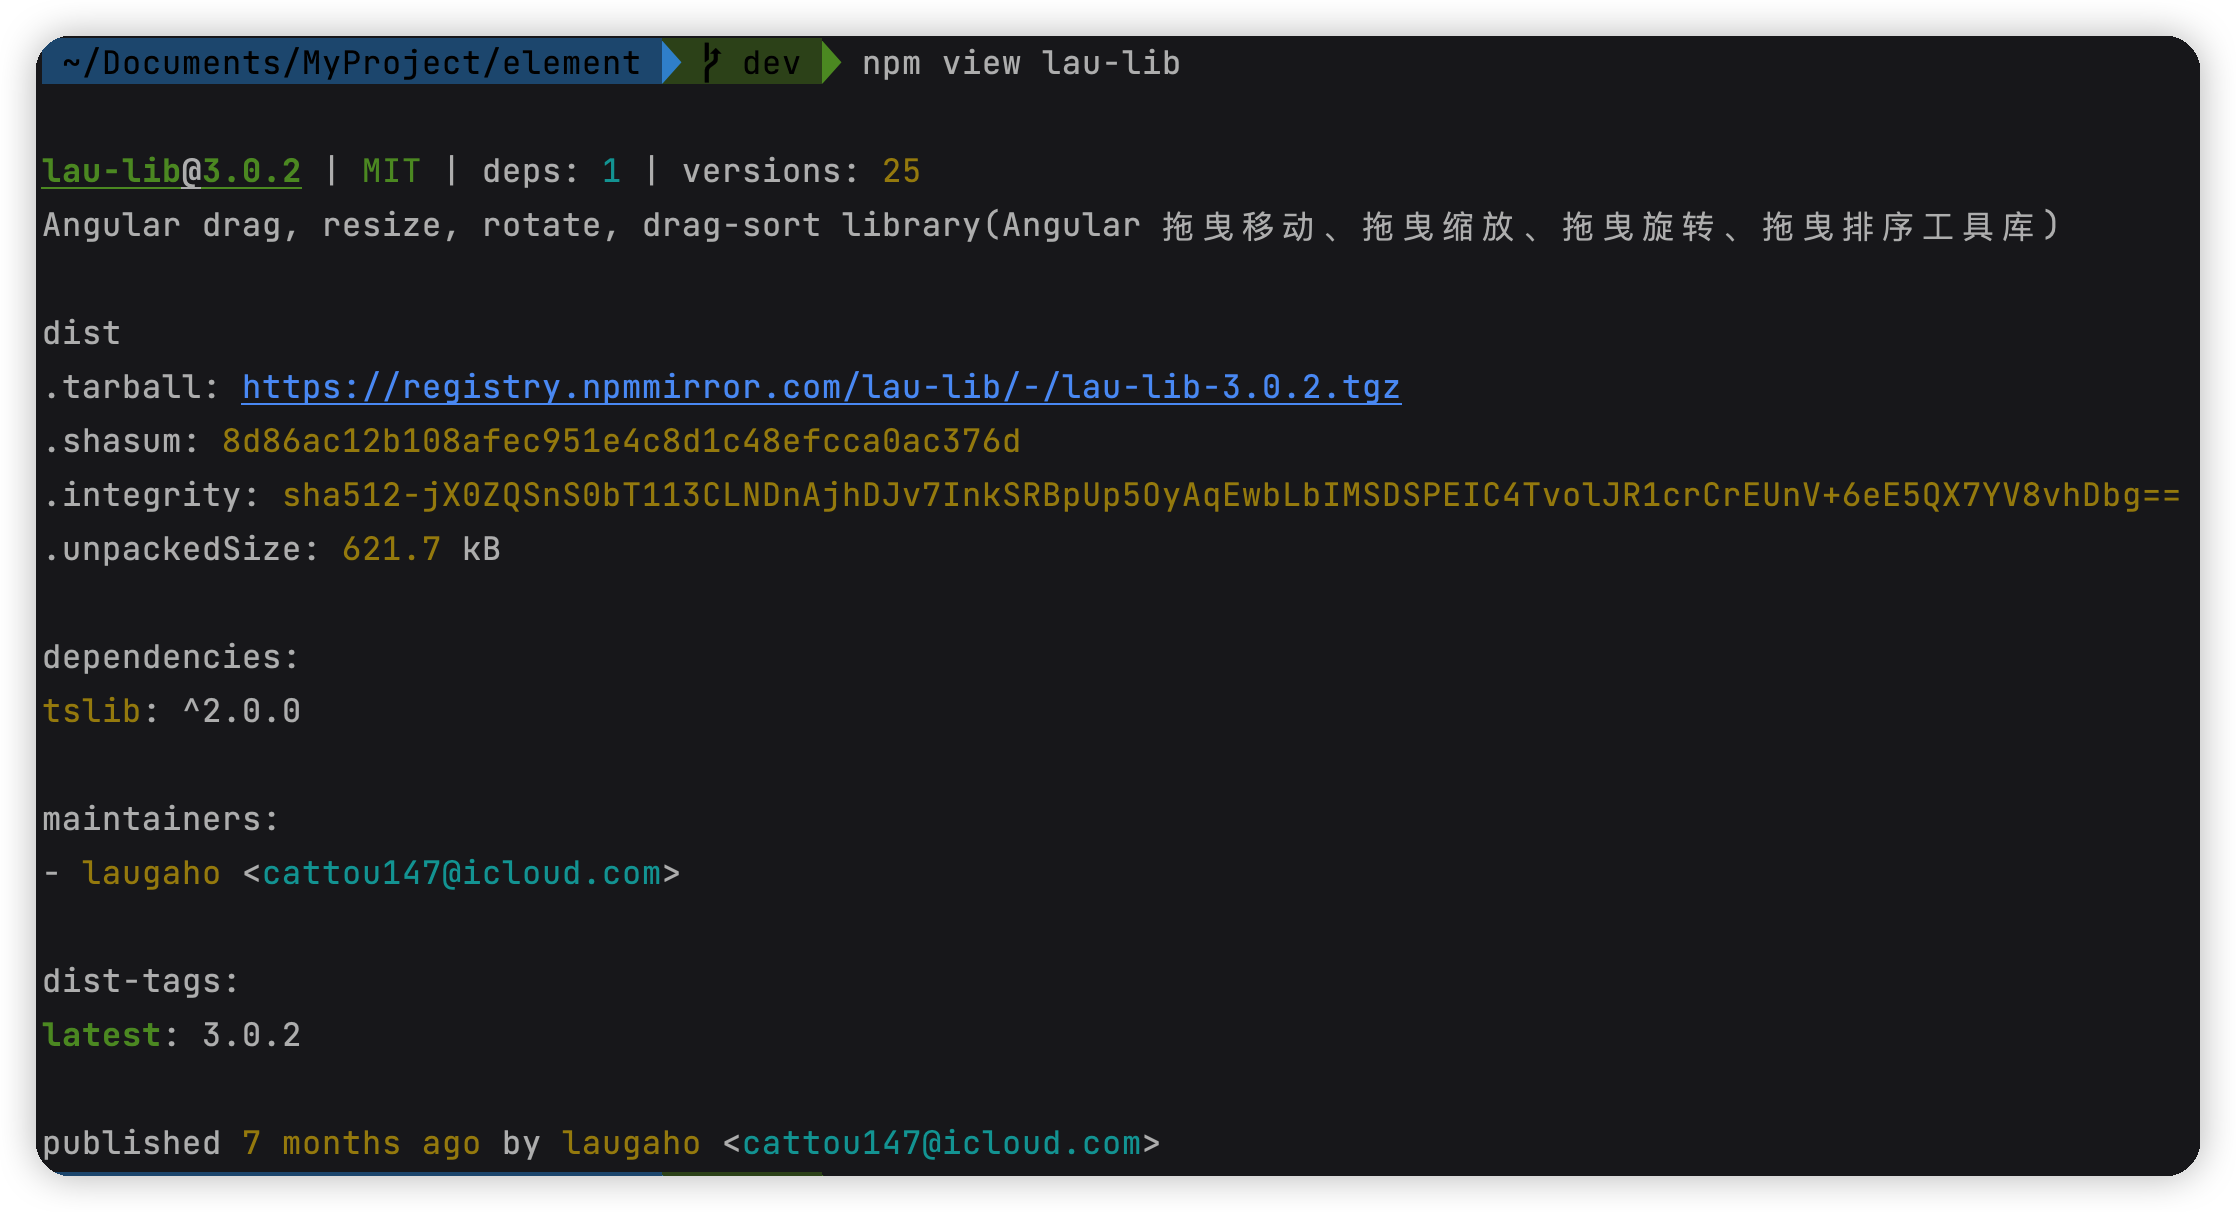 ~/Documents/MyProject/element dev npm view lau-lib
lau-lib@3.0.2 | MIT | deps: 1 | versions: 25
Angular drag, resize, rotate, drag-sort library(Angular 拖曳移动、拖曳缩放、拖曳旋转、拖曳排序工具库)
dist
.tarball: https://registry.npmmirror.com/lau-lib/-/lau-lib-3.0.2.tgz
.shasum: 8d86ac12b108afec951e4c8d1c48efcca0ac376d
.integrity: sha512-jX0ZQSnS0bT113CLNDnAjhDJv7InkSRBpUp5OyAqEwbLbIMSDSPEIC4TvolJR1crCrEUnV+6eE5QX7YV8vhDbg==
.unpackedSize: 621.7 kB
dependencies:
tslib: ^2.0.0
maintainers:
- laugaho <cattou147@icloud.com>
dist-tags:
latest: 3.0.2
published 7 months ago by laugaho <cattou147@icloud.com>